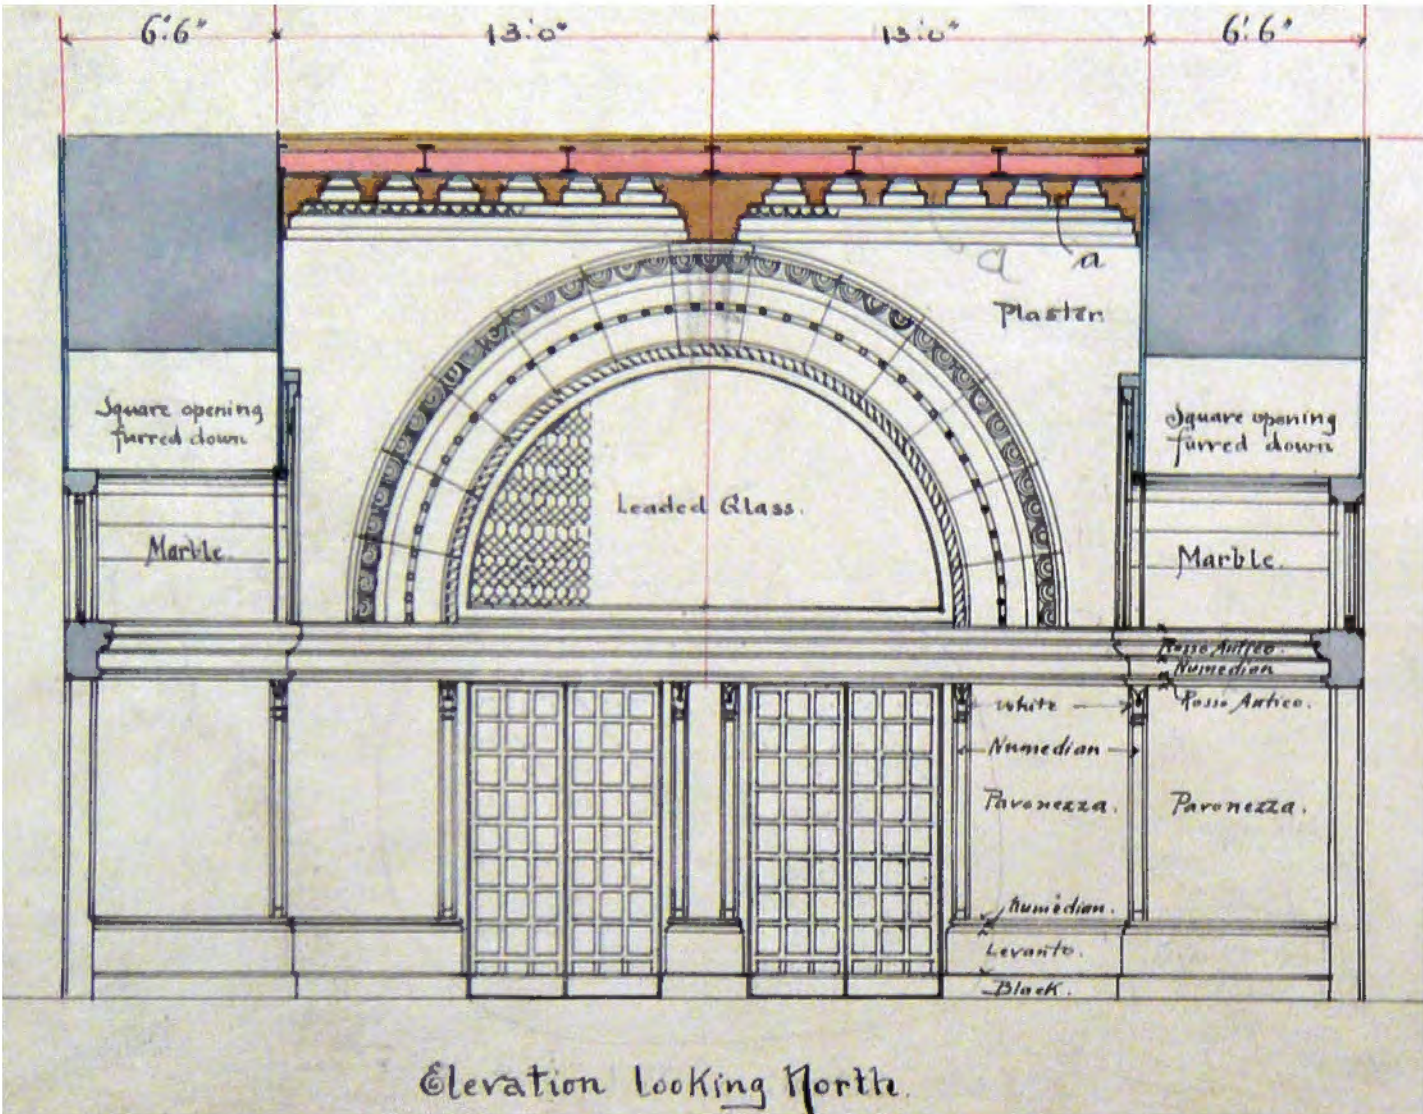 6'.6"
13'.0"
13'.0"
6'.6"
a
a
Plaster.
Square opening
furred down
Square opening
furred down
Leaded Glass.
Marble.
Marble.
Rosso Antico.
Numedian
Rosso Antico.
White
Numedian
Pavonezza.
Pavonezza.
Numedian.
Levanto.
Black.
Elevation Looking North.